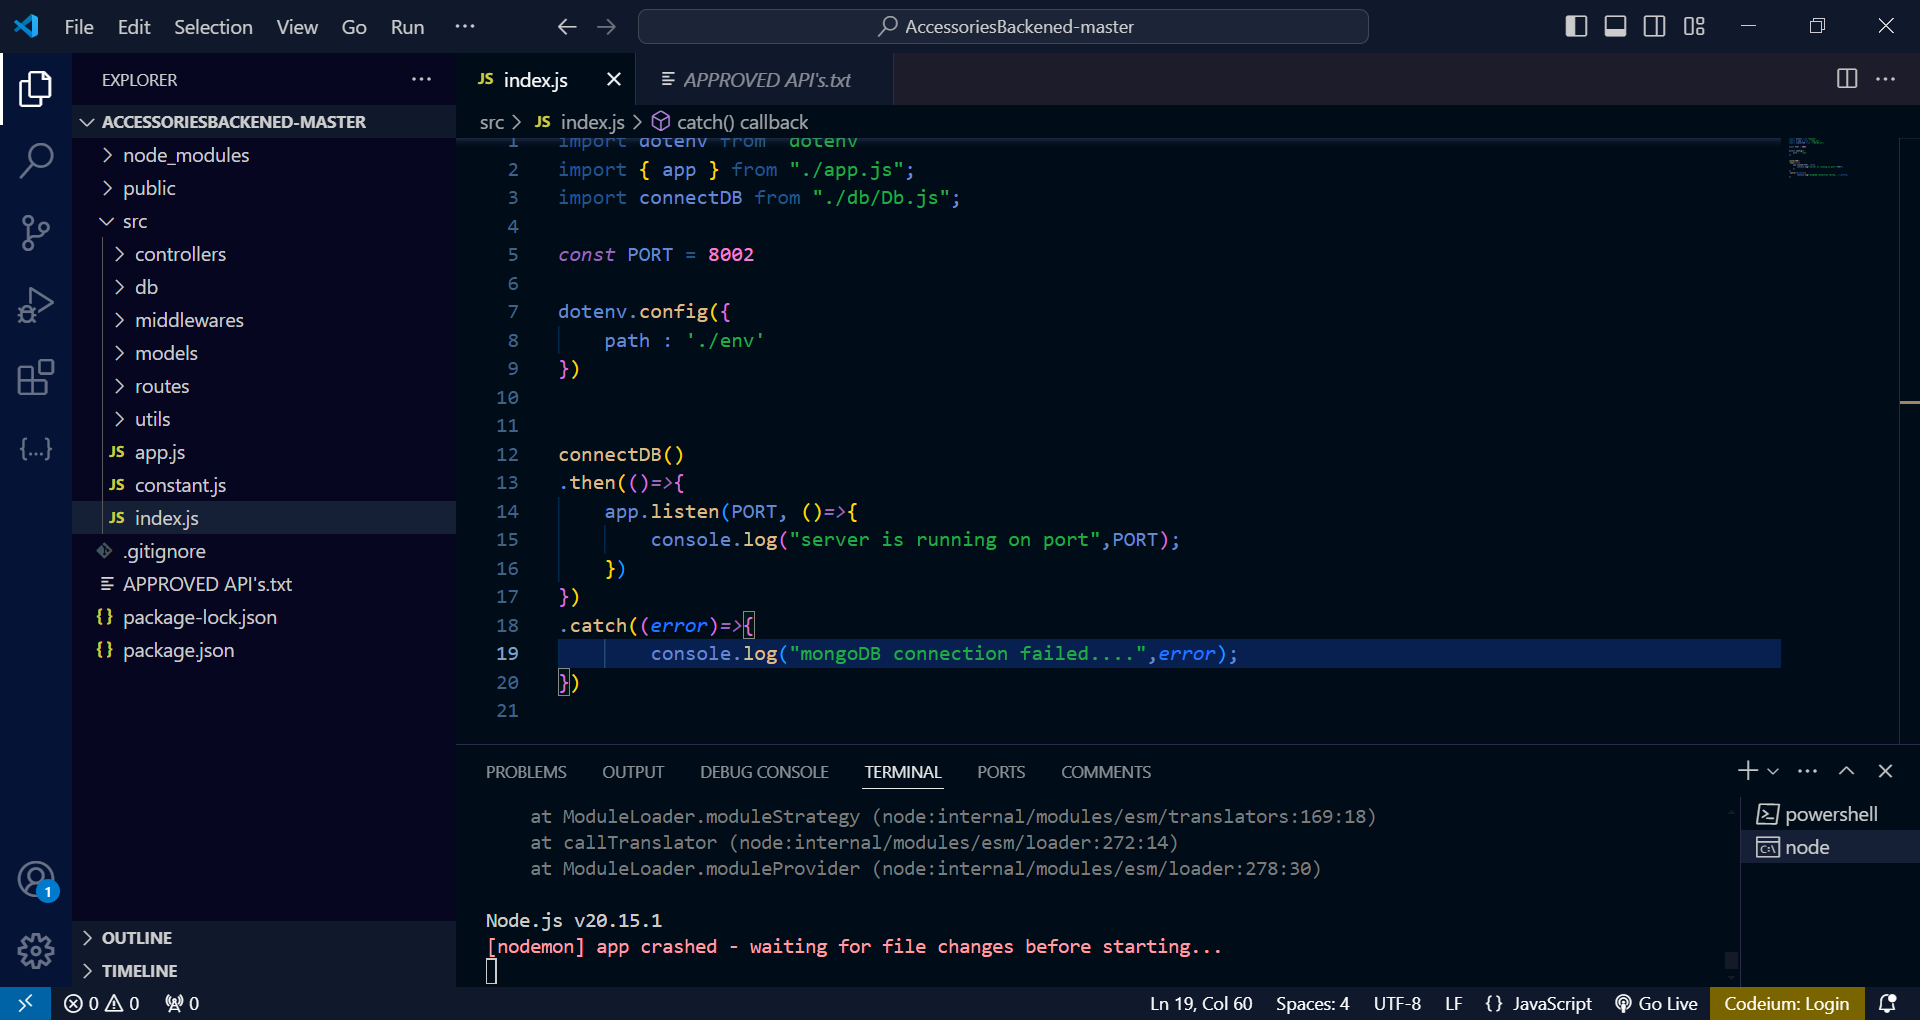 File Edit Selection View Go Run ··· AccessoriesBackened-master
EXPLORER ···
ACCESSORIESBACKENED-MASTER
node_modules
public
src
controllers
db
middlewares
models
routes
utils
JS app.js
JS constant.js
JS index.js
.gitignore
APPROVED API's.txt
{} package-lock.json
{} package.json
OUTLINE
TIMELINE
JS index.js APPROVED API's.txt
src > JS index.js > catch() callback
1 import dotenv from "dotenv"
2 import { app } from "./app.js";
3 import connectDB from "./db/Db.js";
4
5 const PORT = 8002
6
7 dotenv.config({
8 path : './env'
9 })
10
11
12 connectDB()
13 .then(()=>{
14 app.listen(PORT, ()=>{
15 console.log("server is running on port",PORT);
16 })
17 })
18 .catch((error)=>{
19 console.log("mongoDB connection failed....",error);
20 })
21
PROBLEMS OUTPUT DEBUG CONSOLE TERMINAL PORTS COMMENTS
at ModuleLoader.moduleStrategy (node:internal/modules/esm/translators:169:18)
at callTranslator (node:internal/modules/esm/loader:272:14)
at ModuleLoader.moduleProvider (node:internal/modules/esm/loader:278:30)
Node.js v20.15.1
[nodemon] app crashed - waiting for file changes before starting...
powershell
node
1
0 0 0 Ln 19, Col 60 Spaces: 4 UTF-8 LF {} JavaScript Go Live Codeium: Login